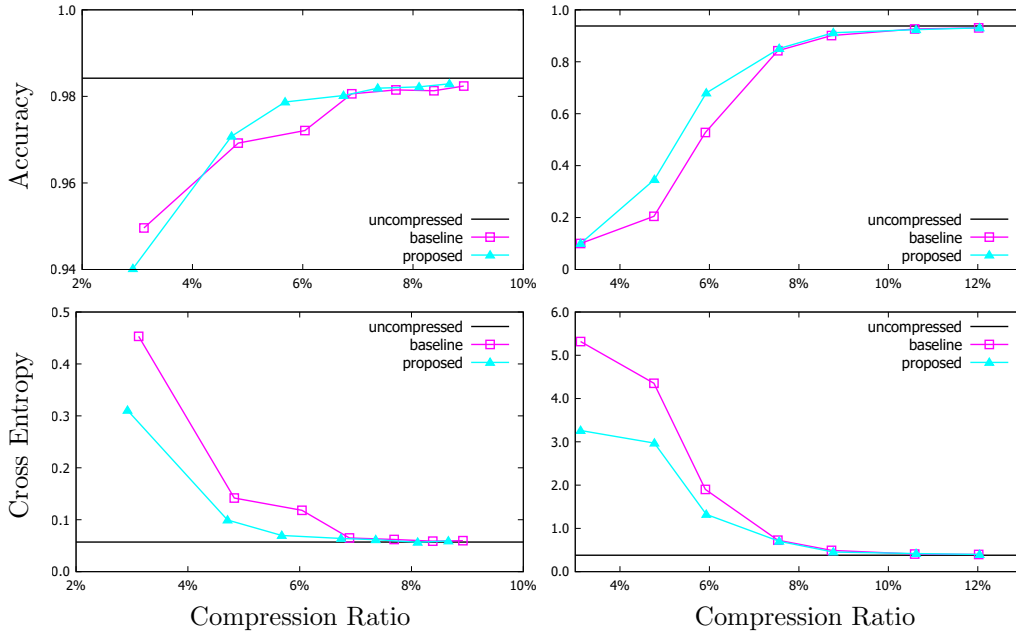 1.0
0.98
0.96
0.94
2%
4%
6%
8%
10%
uncompressed
baseline
proposed
Accuracy
1.0
0.8
0.6
0.4
0.2
0
4%
6%
8%
10%
12%
uncompressed
baseline
proposed
0.5
0.4
0.3
0.2
0.1
0.0
2%
4%
6%
8%
10%
uncompressed
baseline
proposed
Cross Entropy
Compression Ratio
6.0
5.0
4.0
3.0
2.0
1.0
0.0
4%
6%
8%
10%
12%
uncompressed
baseline
proposed
Compression Ratio